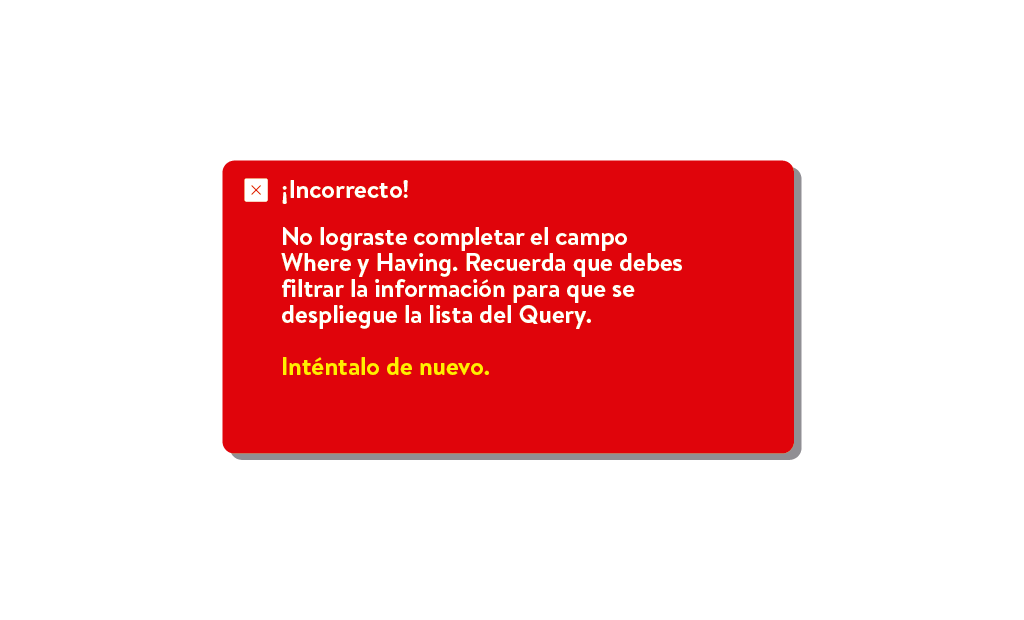 ¡Incorrecto!
No lograste completar el campo
Where y Having. Recuerda que debes
filtrar la información para que se
despliegue la lista del Query.
Inténtalo de nuevo.